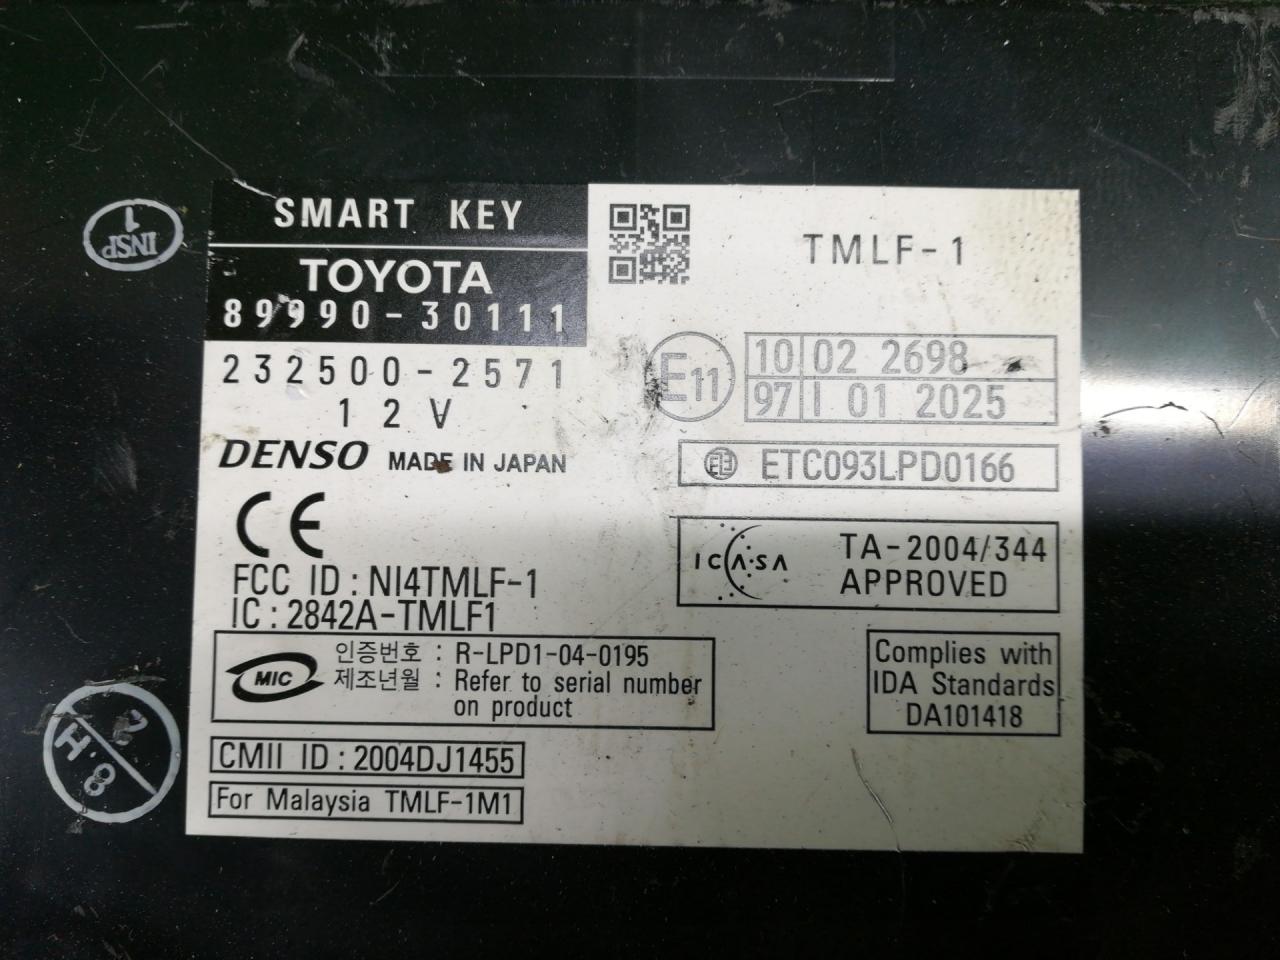 SMART KEY
TOYOTA
89990-30111
232500-2571
12V
DENSO MADE IN JAPAN
CE
FCC ID : NI4TMLF-1
IC : 2842A-TMLF1
MIC
인증번호 : R-LPD1-04-0195
제조년월 : Refer to serial number
on product
CMII ID : 2004DJ1455
For Malaysia TMLF-1M1
TMLF-1
E11
10 02 2698
97 I 01 2025
ETC093LPD0166
ICASA
TA-2004/344
APPROVED
Complies with
IDA Standards
DA101418
INSP
1
2
8.H